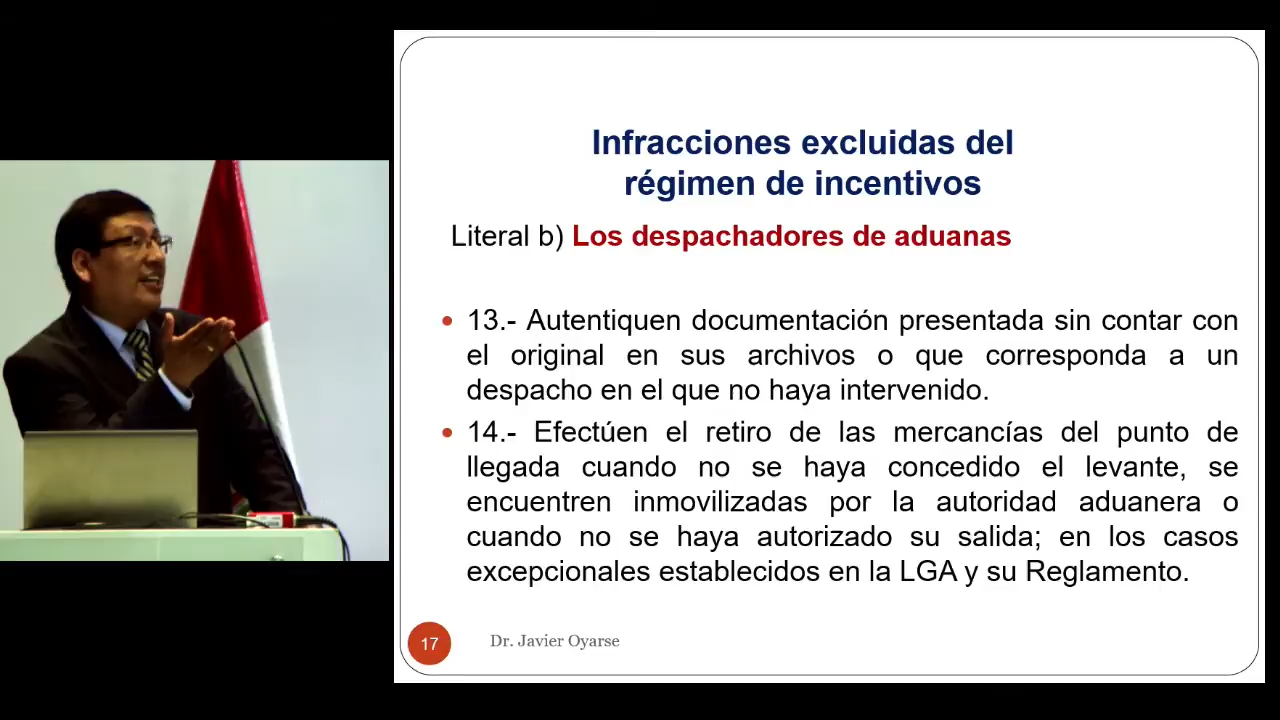 Infracciones excluidas del
régimen de incentivos
Literal b) Los despachadores de aduanas
• 13.- Autentiquen documentación presentada sin contar con
el original en sus archivos o que corresponda a un
despacho en el que no haya intervenido.
• 14.- Efectúen el retiro de las mercancías del punto de
llegada cuando no se haya concedido el levante, se
encuentren inmovilizadas por la autoridad aduanera o
cuando no se haya autorizado su salida; en los casos
excepcionales establecidos en la LGA y su Reglamento.
17
Dr. Javier Oyarse